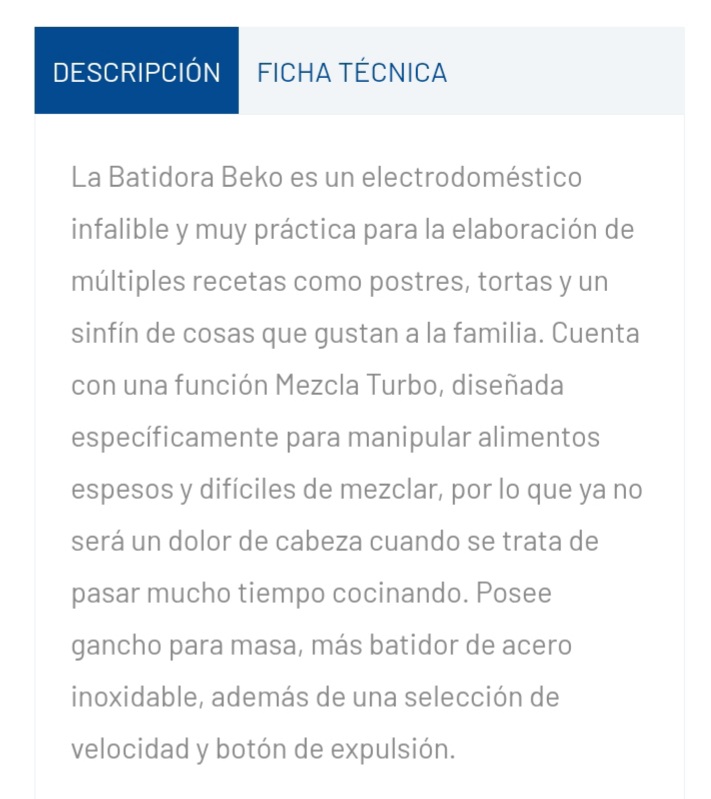 DESCRIPCIÓN FICHA TÉCNICA
La Batidora Beko es un electrodoméstico
infalible y muy práctica para la elaboración de
múltiples recetas como postres, tortas y un
sinfín de cosas que gustan a la familia. Cuenta
con una función Mezcla Turbo, diseñada
específicamente para manipular alimentos
espesos y difíciles de mezclar, por lo que ya no
será un dolor de cabeza cuando se trata de
pasar mucho tiempo cocinando. Posee
gancho para masa, más batidor de acero
inoxidable, además de una selección de
velocidad y botón de expulsión.